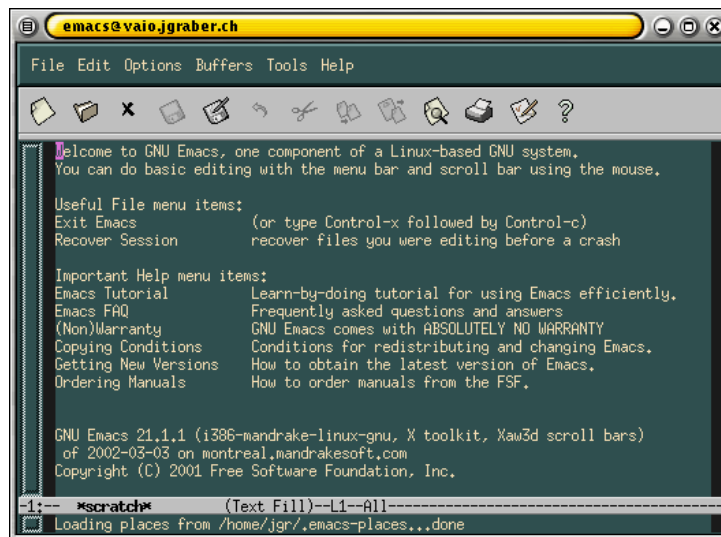 emacs@vaio.jgraber.ch
File Edit Options Buffers Tools Help
Welcome to GNU Emacs, one component of a Linux-based GNU system.
You can do basic editing with the menu bar and scroll bar using the mouse.
Useful File menu items:
Exit Emacs (or type Control-x followed by Control-c)
Recover Session recover files you were editing before a crash
Important Help menu items:
Emacs Tutorial Learn-by-doing tutorial for using Emacs efficiently.
Emacs FAQ Frequently asked questions and answers
(Non)Warranty GNU Emacs comes with ABSOLUTELY NO WARRANTY
Copying Conditions Conditions for redistributing and changing Emacs.
Getting New Versions How to obtain the latest version of Emacs.
Ordering Manuals How to order manuals from the FSF.
GNU Emacs 21.1.1 (i386-mandrake-linux-gnu, X toolkit, Xaw3d scroll bars)
of 2002-03-03 on montreal.mandrakesoft.com
Copyright (C) 2001 Free Software Foundation, Inc.
-1:-- *scratch* (Text Fill)--L1--All----------------------------------------
Loading places from /home/jgr/.emacs-places...done